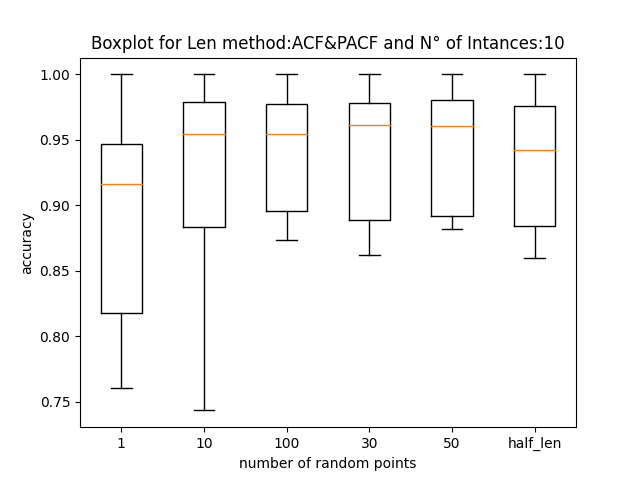 Boxplot for Len method:ACF&PACF and N° of Intances:10
1.00
0.95
0.90
0.85
0.80
0.75
accuracy
1 10 100 30 50 half_len
number of random points